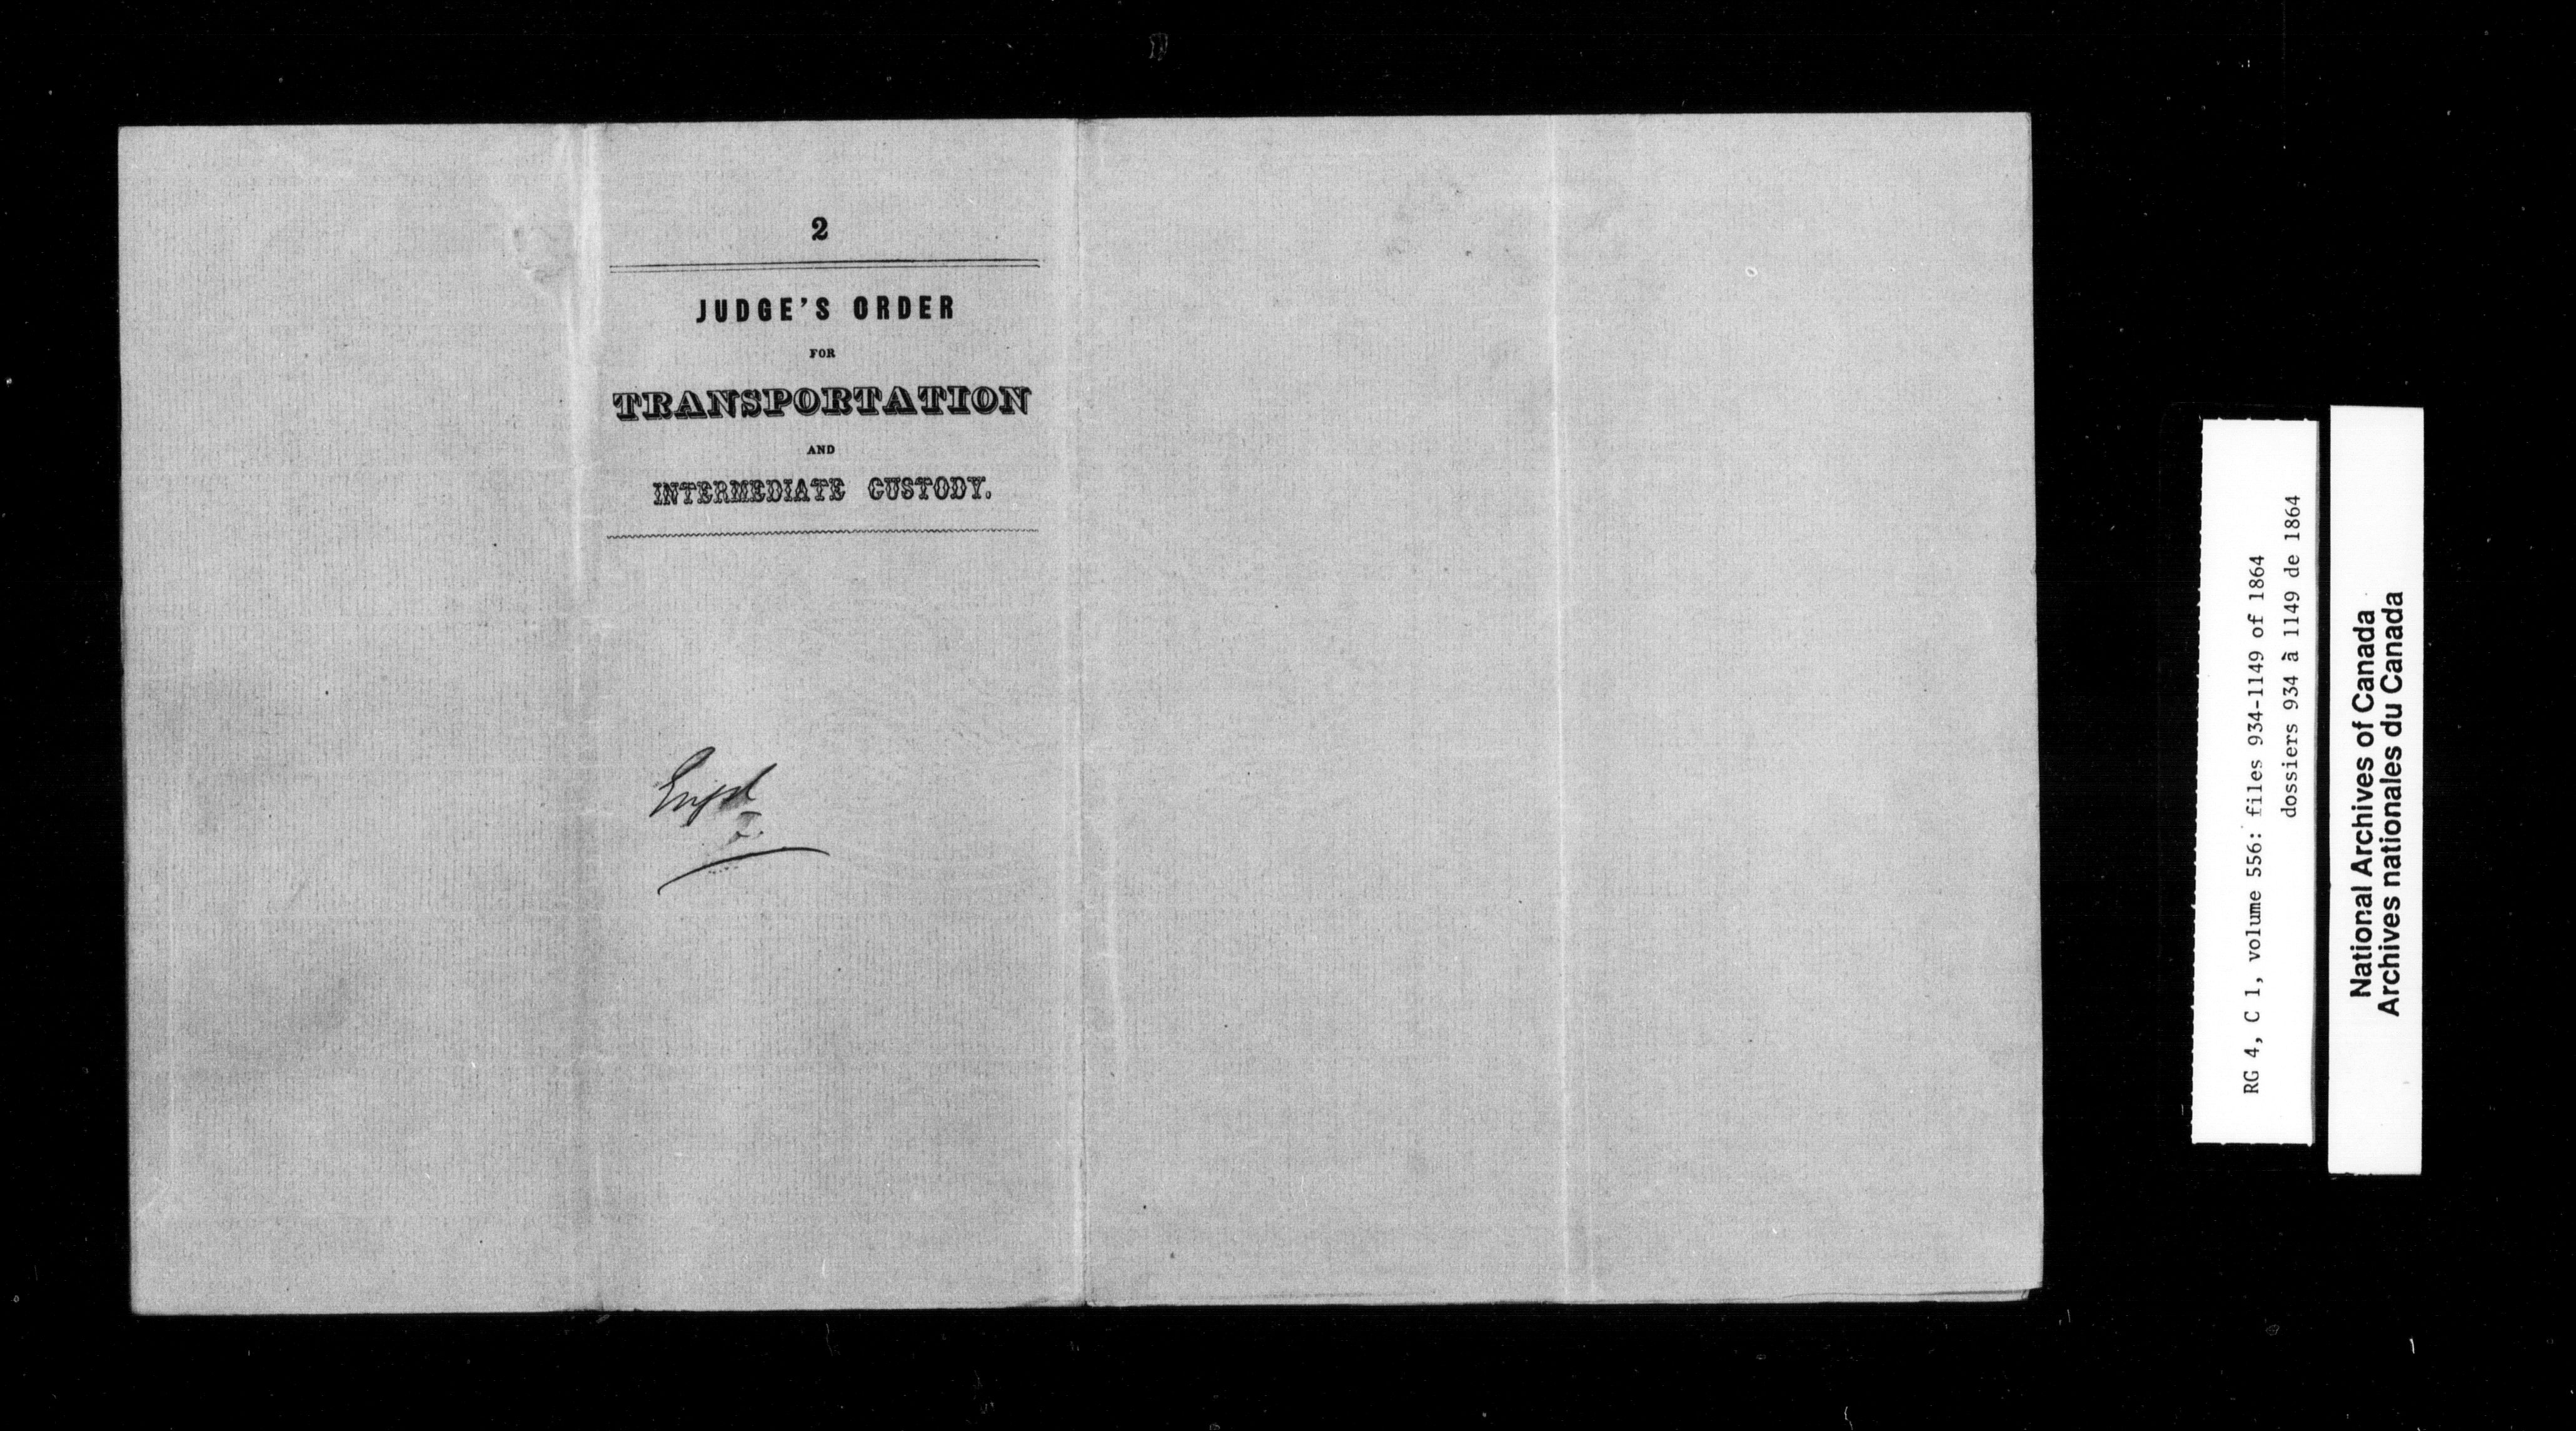 2
JUDGE'S ORDER
FOR
TRANSPORTATION
AND
INTERMEDIATE CUSTODY.
RG 4, C 1, volume 556: files 934-1149 of 1864
dossiers 934 à 1149 de 1864
National Archives of Canada
Archives nationales du Canada